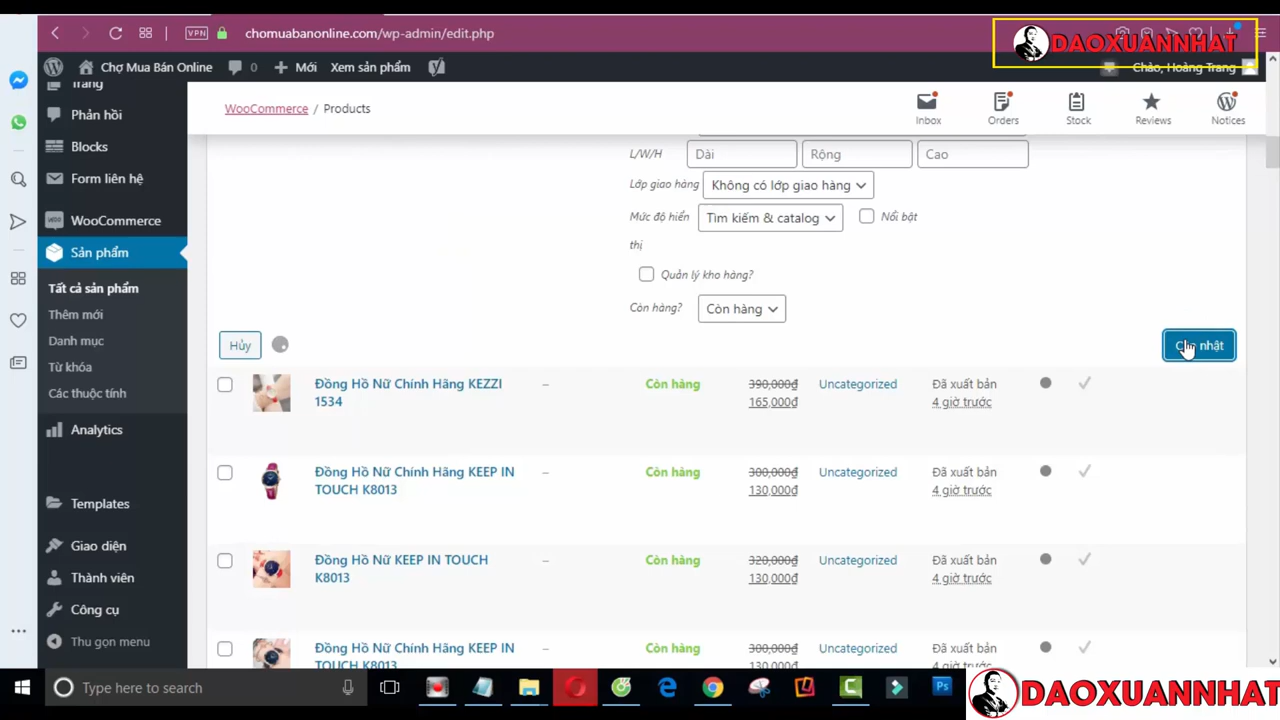 VPN
chomuabanonline.com/wp-admin/edit.php
DAOXUANNHAT
Chợ Mua Bán Online
0
Mới
Xem sản phẩm
Chào, Hoàng Trang
Trang
Phản hồi
Blocks
Form liên hệ
WooCommerce
Sản phẩm
Tất cả sản phẩm
Thêm mới
Danh mục
Từ khóa
Các thuộc tính
Analytics
Templates
Giao diện
Thành viên
Công cụ
Thu gọn menu
WooCommerce / Products
Inbox
Orders
Stock
Reviews
Notices
L/W/H
Dài
Rộng
Cao
Lớp giao hàng
Không có lớp giao hàng
Mức độ hiển
thị
Tìm kiếm & catalog
Nổi bật
Quản lý kho hàng?
Còn hàng?
Còn hàng
Hủy
nhật
Đồng Hồ Nữ Chính Hãng KEZZI
1534
–
Còn hàng
390,000₫
165,000₫
Uncategorized
Đã xuất bản
4 giờ trước
Đồng Hồ Nữ Chính Hãng KEEP IN
TOUCH K8013
–
Còn hàng
300,000₫
130,000₫
Uncategorized
Đã xuất bản
4 giờ trước
Đồng Hồ Nữ KEEP IN TOUCH
K8013
–
Còn hàng
320,000₫
130,000₫
Uncategorized
Đã xuất bản
4 giờ trước
Đồng Hồ Nữ Chính Hãng KEEP IN
TOUCH K8013
–
Còn hàng
300,000₫
130,000₫
Uncategorized
Đã xuất bản
4 giờ trước
Type here to search
Ps
DAOXUANNHAT